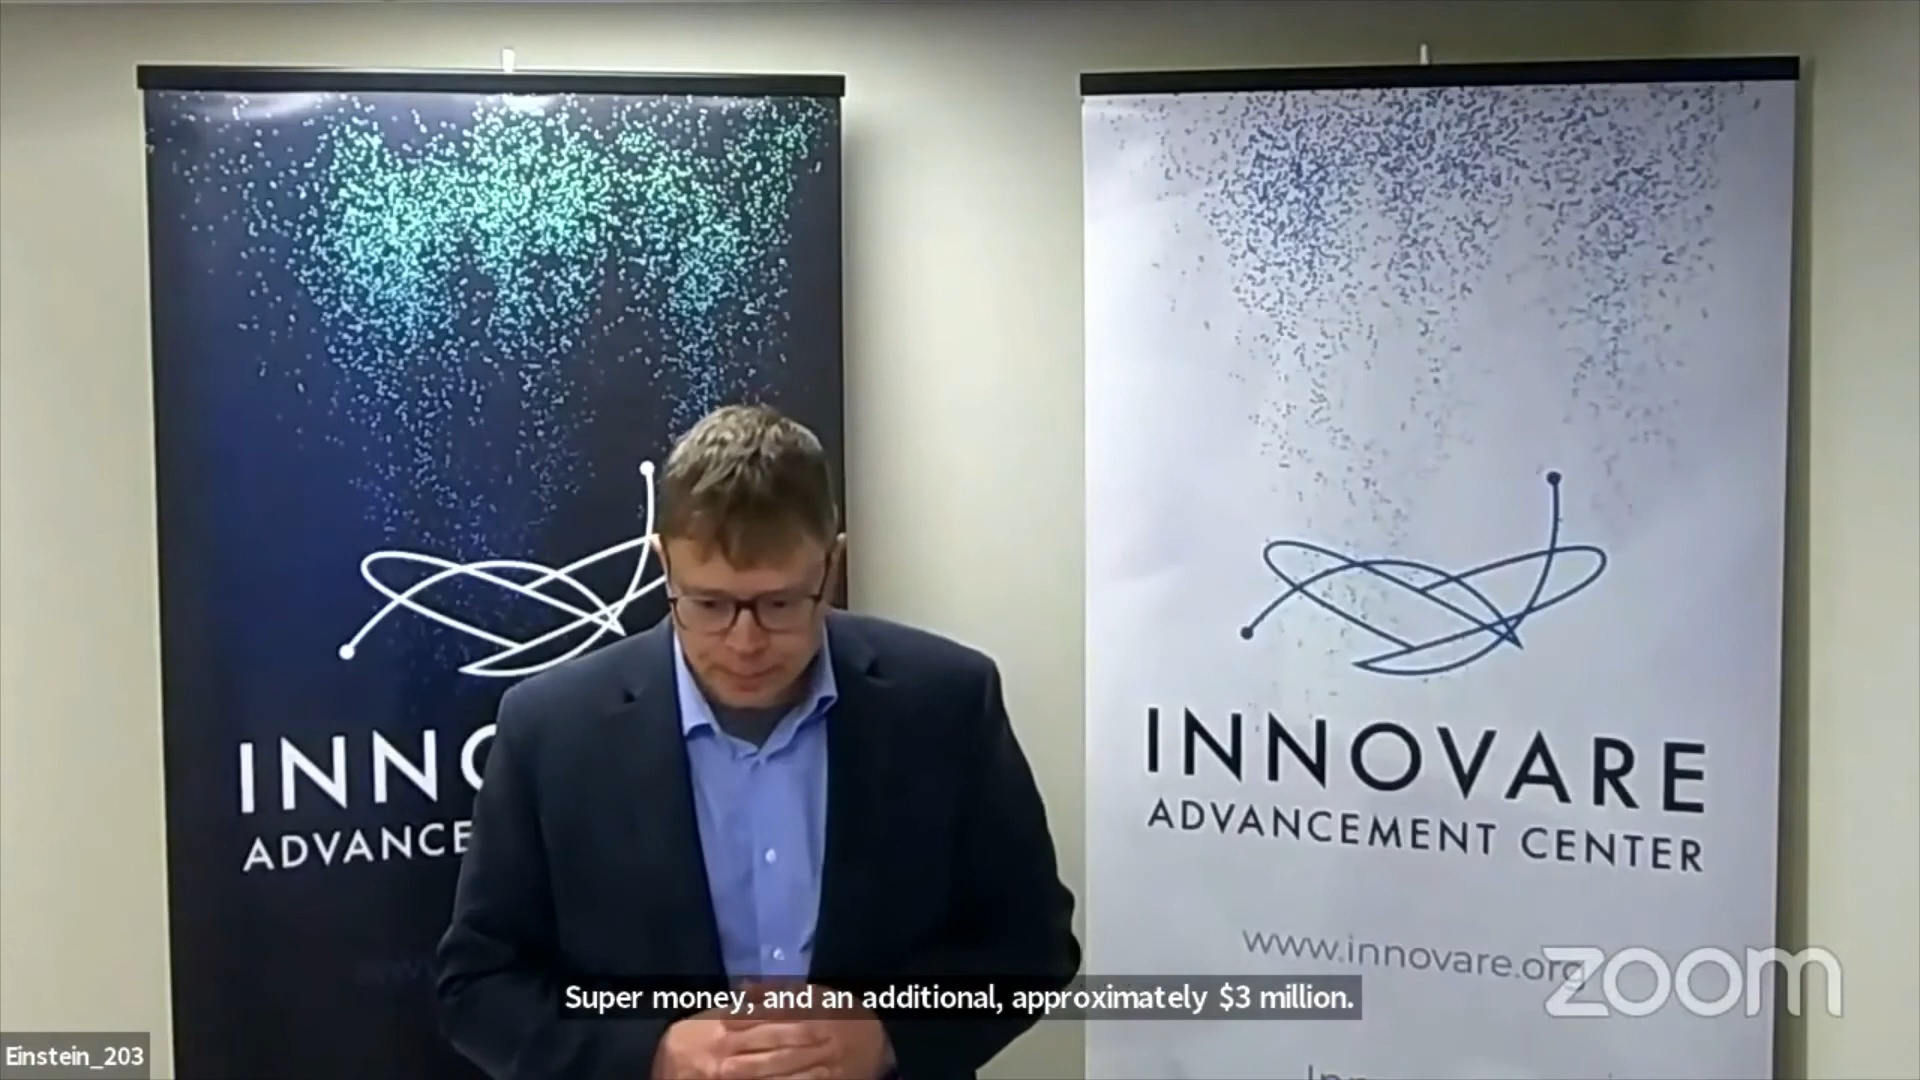 INNO
ADVANCE
INNOVARE
ADVANCEMENT CENTER
www.innovare.org
zoom
Super money, and an additional, approximately $3 million.
Einstein_203